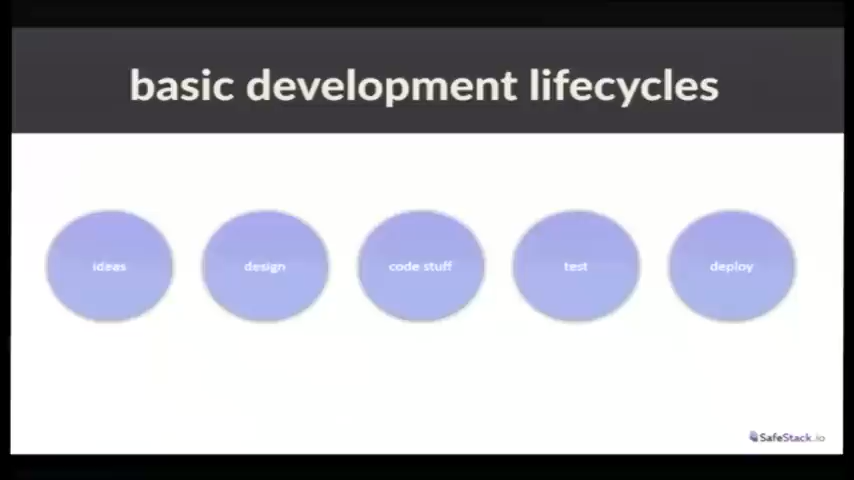 basic development lifecycles
ideas
design
code stuff
test
deploy
SafeStack.io